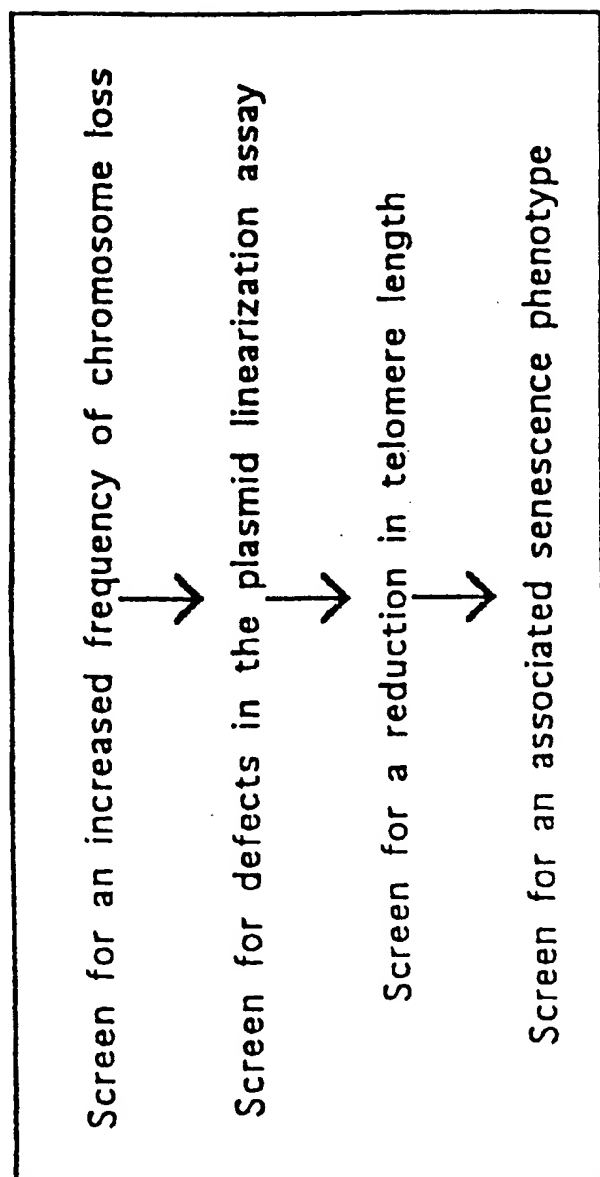 Screen for an increased frequency of chromosome loss
Screen for defects in the plasmid linearization assay
Screen for a reduction in telomere length
Screen for an associated senescence phenotype